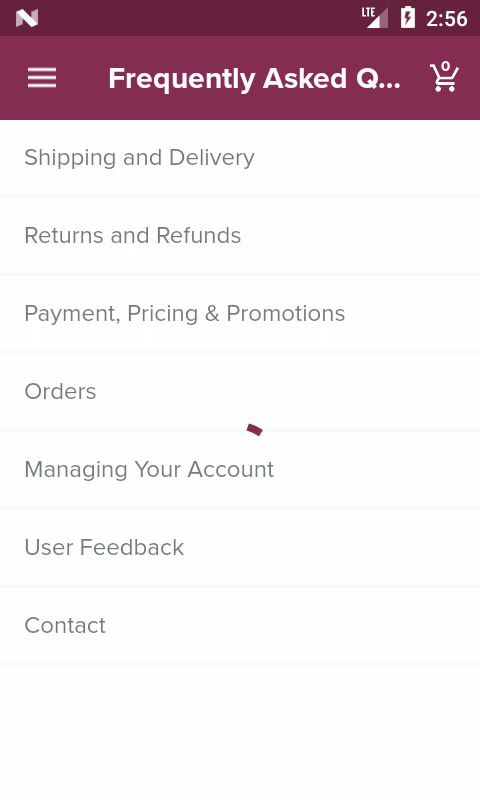 LTE 2:56
Frequently Asked Q... 0
Shipping and Delivery
Returns and Refunds
Payment, Pricing & Promotions
Orders
Managing Your Account
User Feedback
Contact